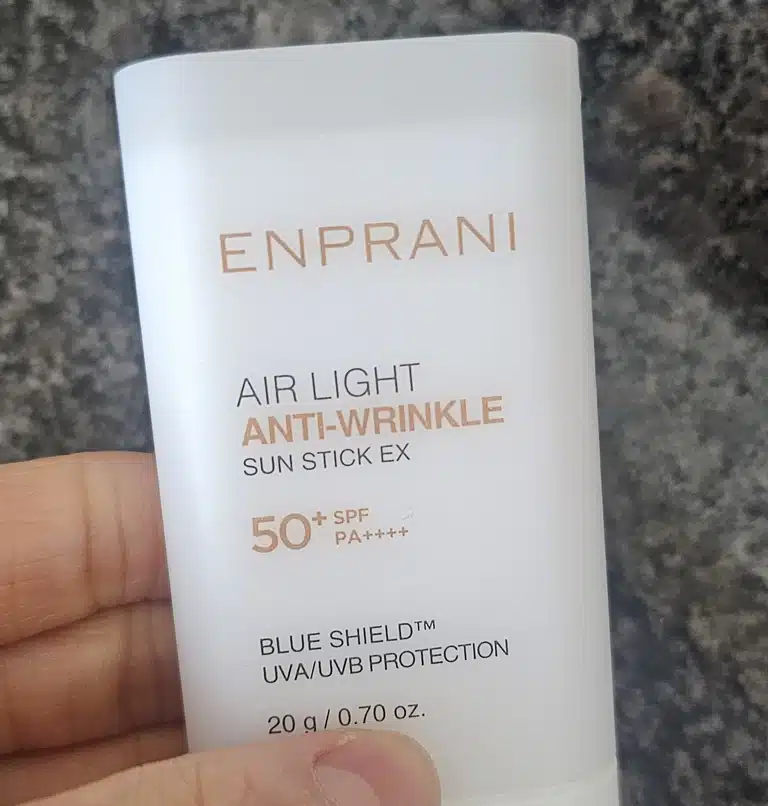 ENPRANI
AIR LIGHT
ANTI-WRINKLE
SUN STICK EX
50+ SPF
PA++++
BLUE SHIELD™
UVA/UVB PROTECTION
20 g / 0.70 oz.